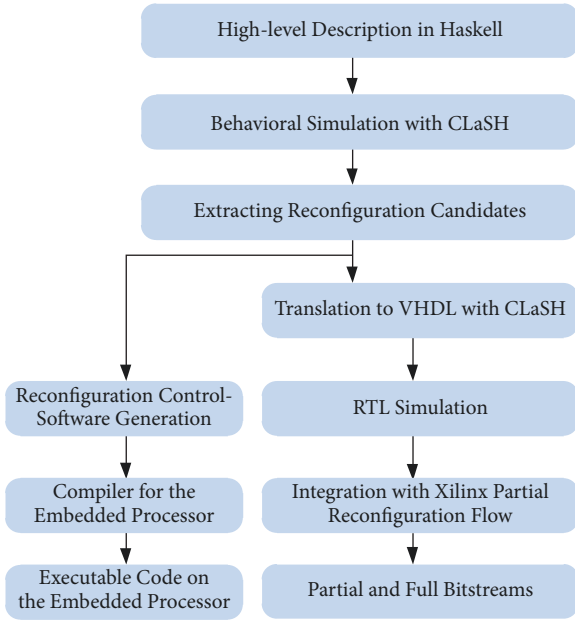 High-level Description in Haskell
Behavioral Simulation with CLaSH
Extracting Reconfiguration Candidates
Translation to VHDL with CLaSH
Reconfiguration Control-
Software Generation
RTL Simulation
Compiler for the
Embedded Processor
Integration with Xilinx Partial
Reconfiguration Flow
Executable Code on
the Embedded Processor
Partial and Full Bitstreams